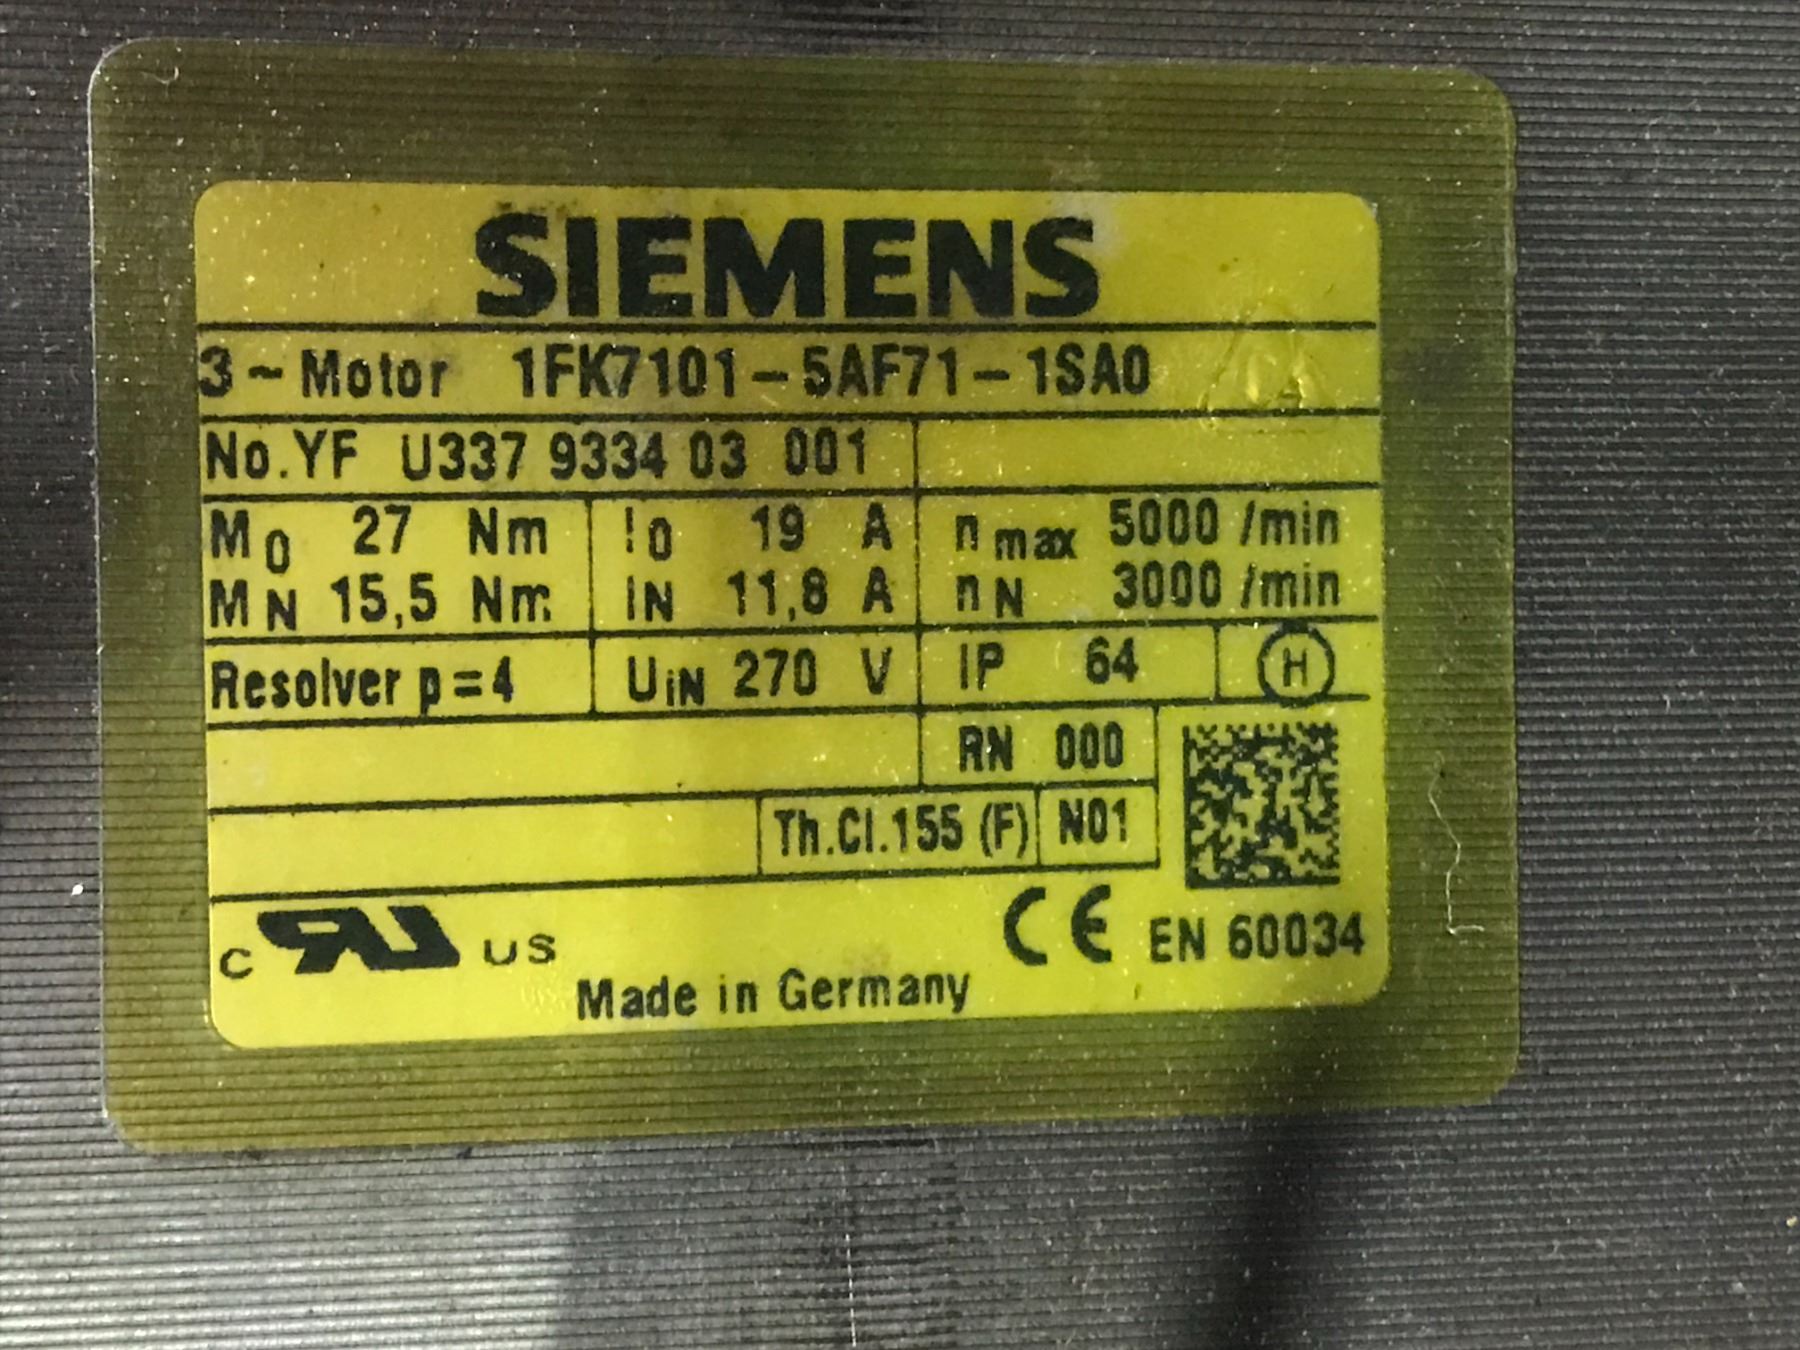 SIEMENS
3~Motor 1FK7101-5AF71-1SA0
No.YF U337 9334 03 001
M0 27 Nm I0 19 A nmax 5000 /min
MN 15,5 Nm IN 11,8 A nN 3000 /min
Resolver p=4 UiN 270 V IP 64 H
RN 000
Th.Cl.155 (F) N01
CE EN 60034
c RU US
Made in Germany